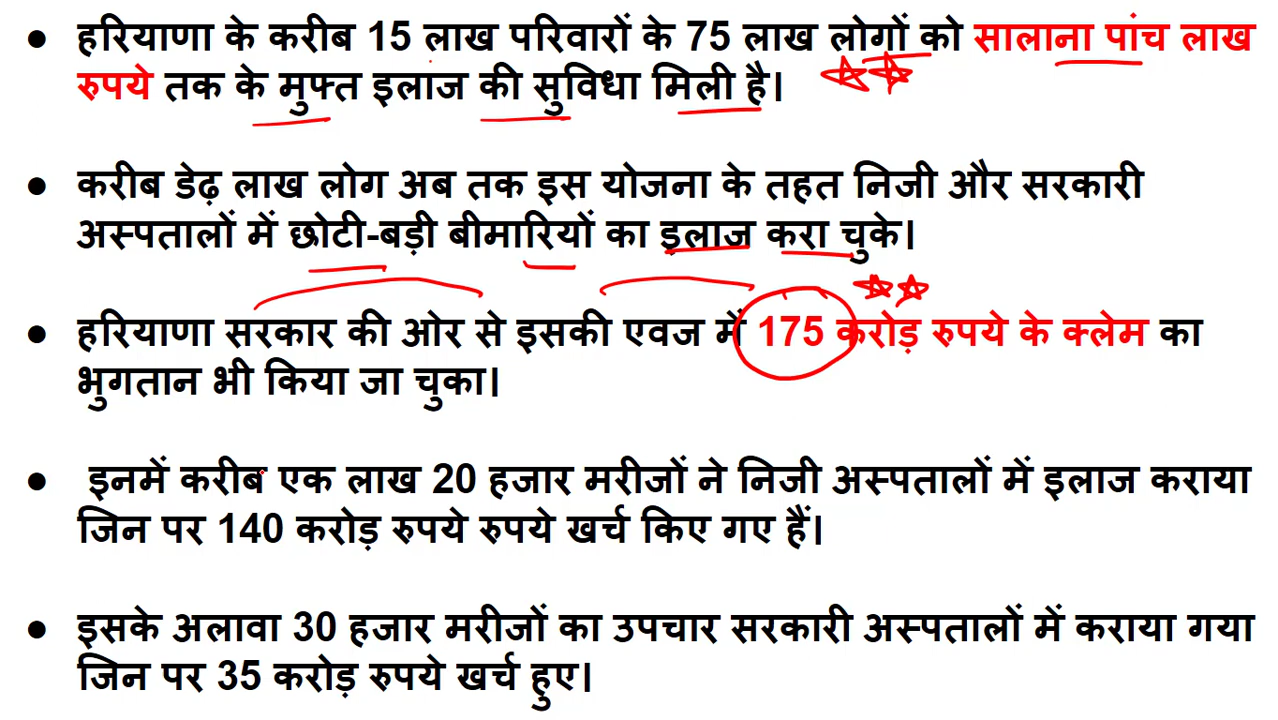 ● हरियाणा के करीब 15 लाख परिवारों के 75 लाख लोगों को सालाना पांच लाख
रुपये तक के मुफ्त इलाज की सुविधा मिली है।
● करीब डेढ़ लाख लोग अब तक इस योजना के तहत निजी और सरकारी
अस्पतालों में छोटी-बड़ी बीमारियों का इलाज करा चुके।
● हरियाणा सरकार की ओर से इसकी एवज में 175 करोड़ रुपये के क्लेम का
भुगतान भी किया जा चुका।
● इनमें करीब एक लाख 20 हजार मरीजों ने निजी अस्पतालों में इलाज कराया
जिन पर 140 करोड़ रुपये रुपये खर्च किए गए हैं।
● इसके अलावा 30 हजार मरीजों का उपचार सरकारी अस्पतालों में कराया गया
जिन पर 35 करोड़ रुपये खर्च हुए।